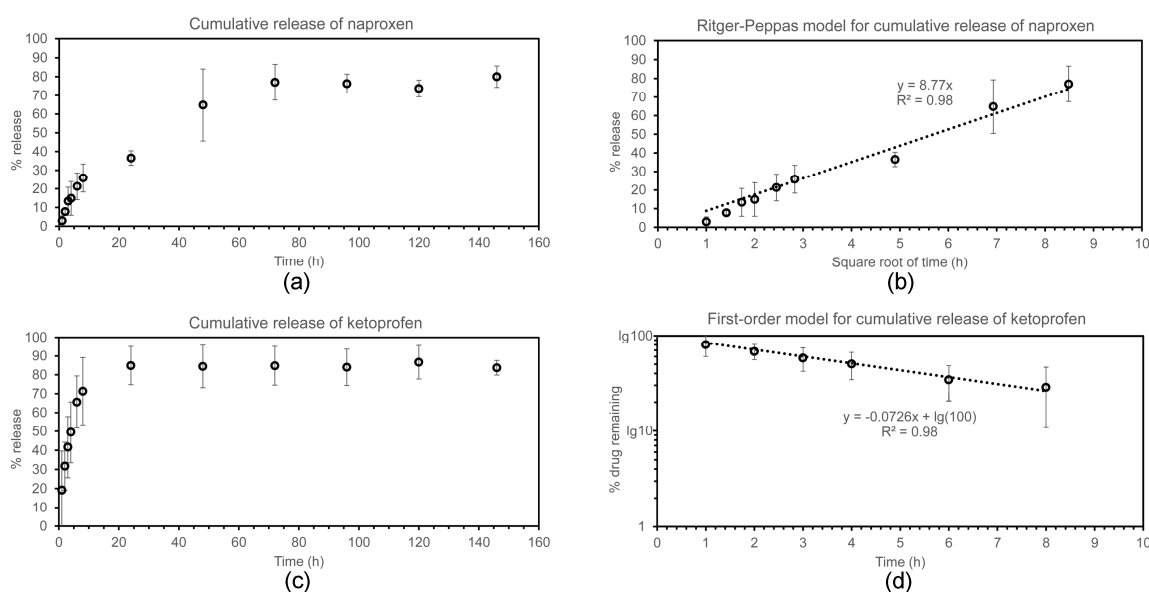 Cumulative release of naproxen
100
90
80
70
60
50
40
30
20
10
0
% release
0 20 40 60 80 100 120 140 160
Time (h)
(a)
Ritger-Peppas model for cumulative release of naproxen
100
90
80
70
60
50
40
30
20
10
0
% release
y = 8.77x
R² = 0.98
0 1 2 3 4 5 6 7 8 9 10
Square root of time (h)
(b)
Cumulative release of ketoprofen
100
90
80
70
60
50
40
30
20
10
0
% release
0 20 40 60 80 100 120 140 160
Time (h)
(c)
First-order model for cumulative release of ketoprofen
lg100
lg10
1
% drug remaining
y = -0.0726x + lg(100)
R² = 0.98
0 1 2 3 4 5 6 7 8 9 10
Time (h)
(d)